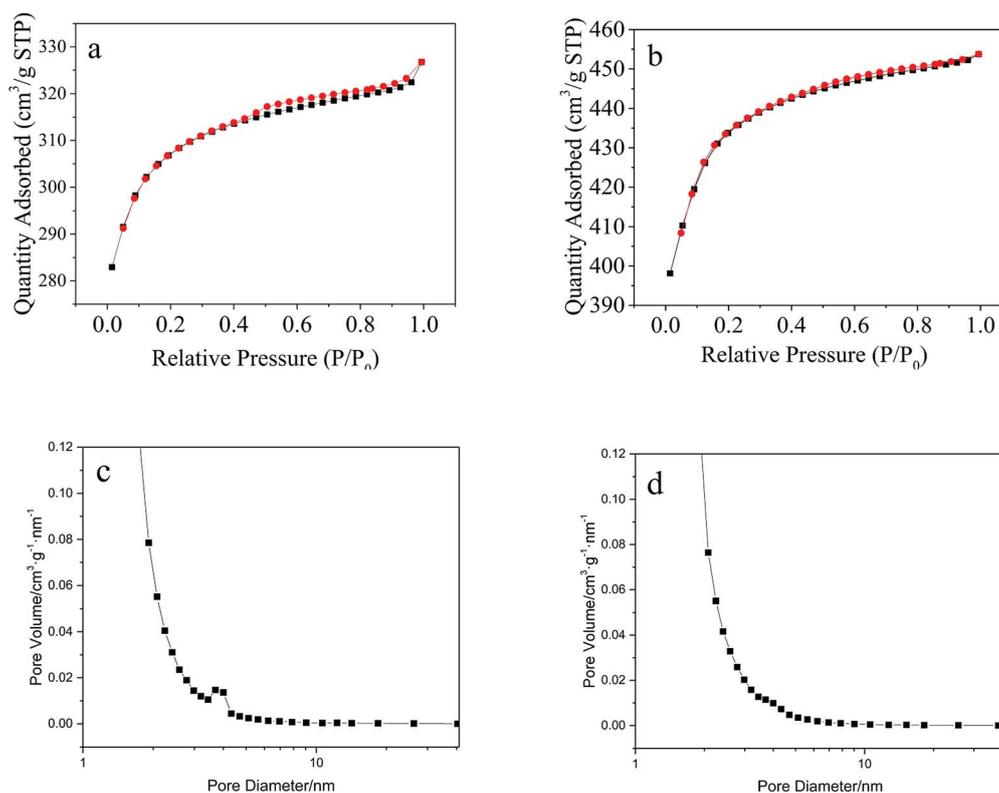 a
Quantity Adsorbed (cm³/g STP)
330
320
310
300
290
280
0.0 0.2 0.4 0.6 0.8 1.0
Relative Pressure (P/P₀)
b
Quantity Adsorbed (cm³/g STP)
460
450
440
430
420
410
400
390
0.0 0.2 0.4 0.6 0.8 1.0
Relative Pressure (P/P₀)
c
Pore Volume/cm³·g⁻¹·nm⁻¹
0.12
0.10
0.08
0.06
0.04
0.02
0.00
1 10
Pore Diameter/nm
d
Pore Volume/cm³·g⁻¹·nm⁻¹
0.12
0.10
0.08
0.06
0.04
0.02
0.00
1 10
Pore Diameter/nm